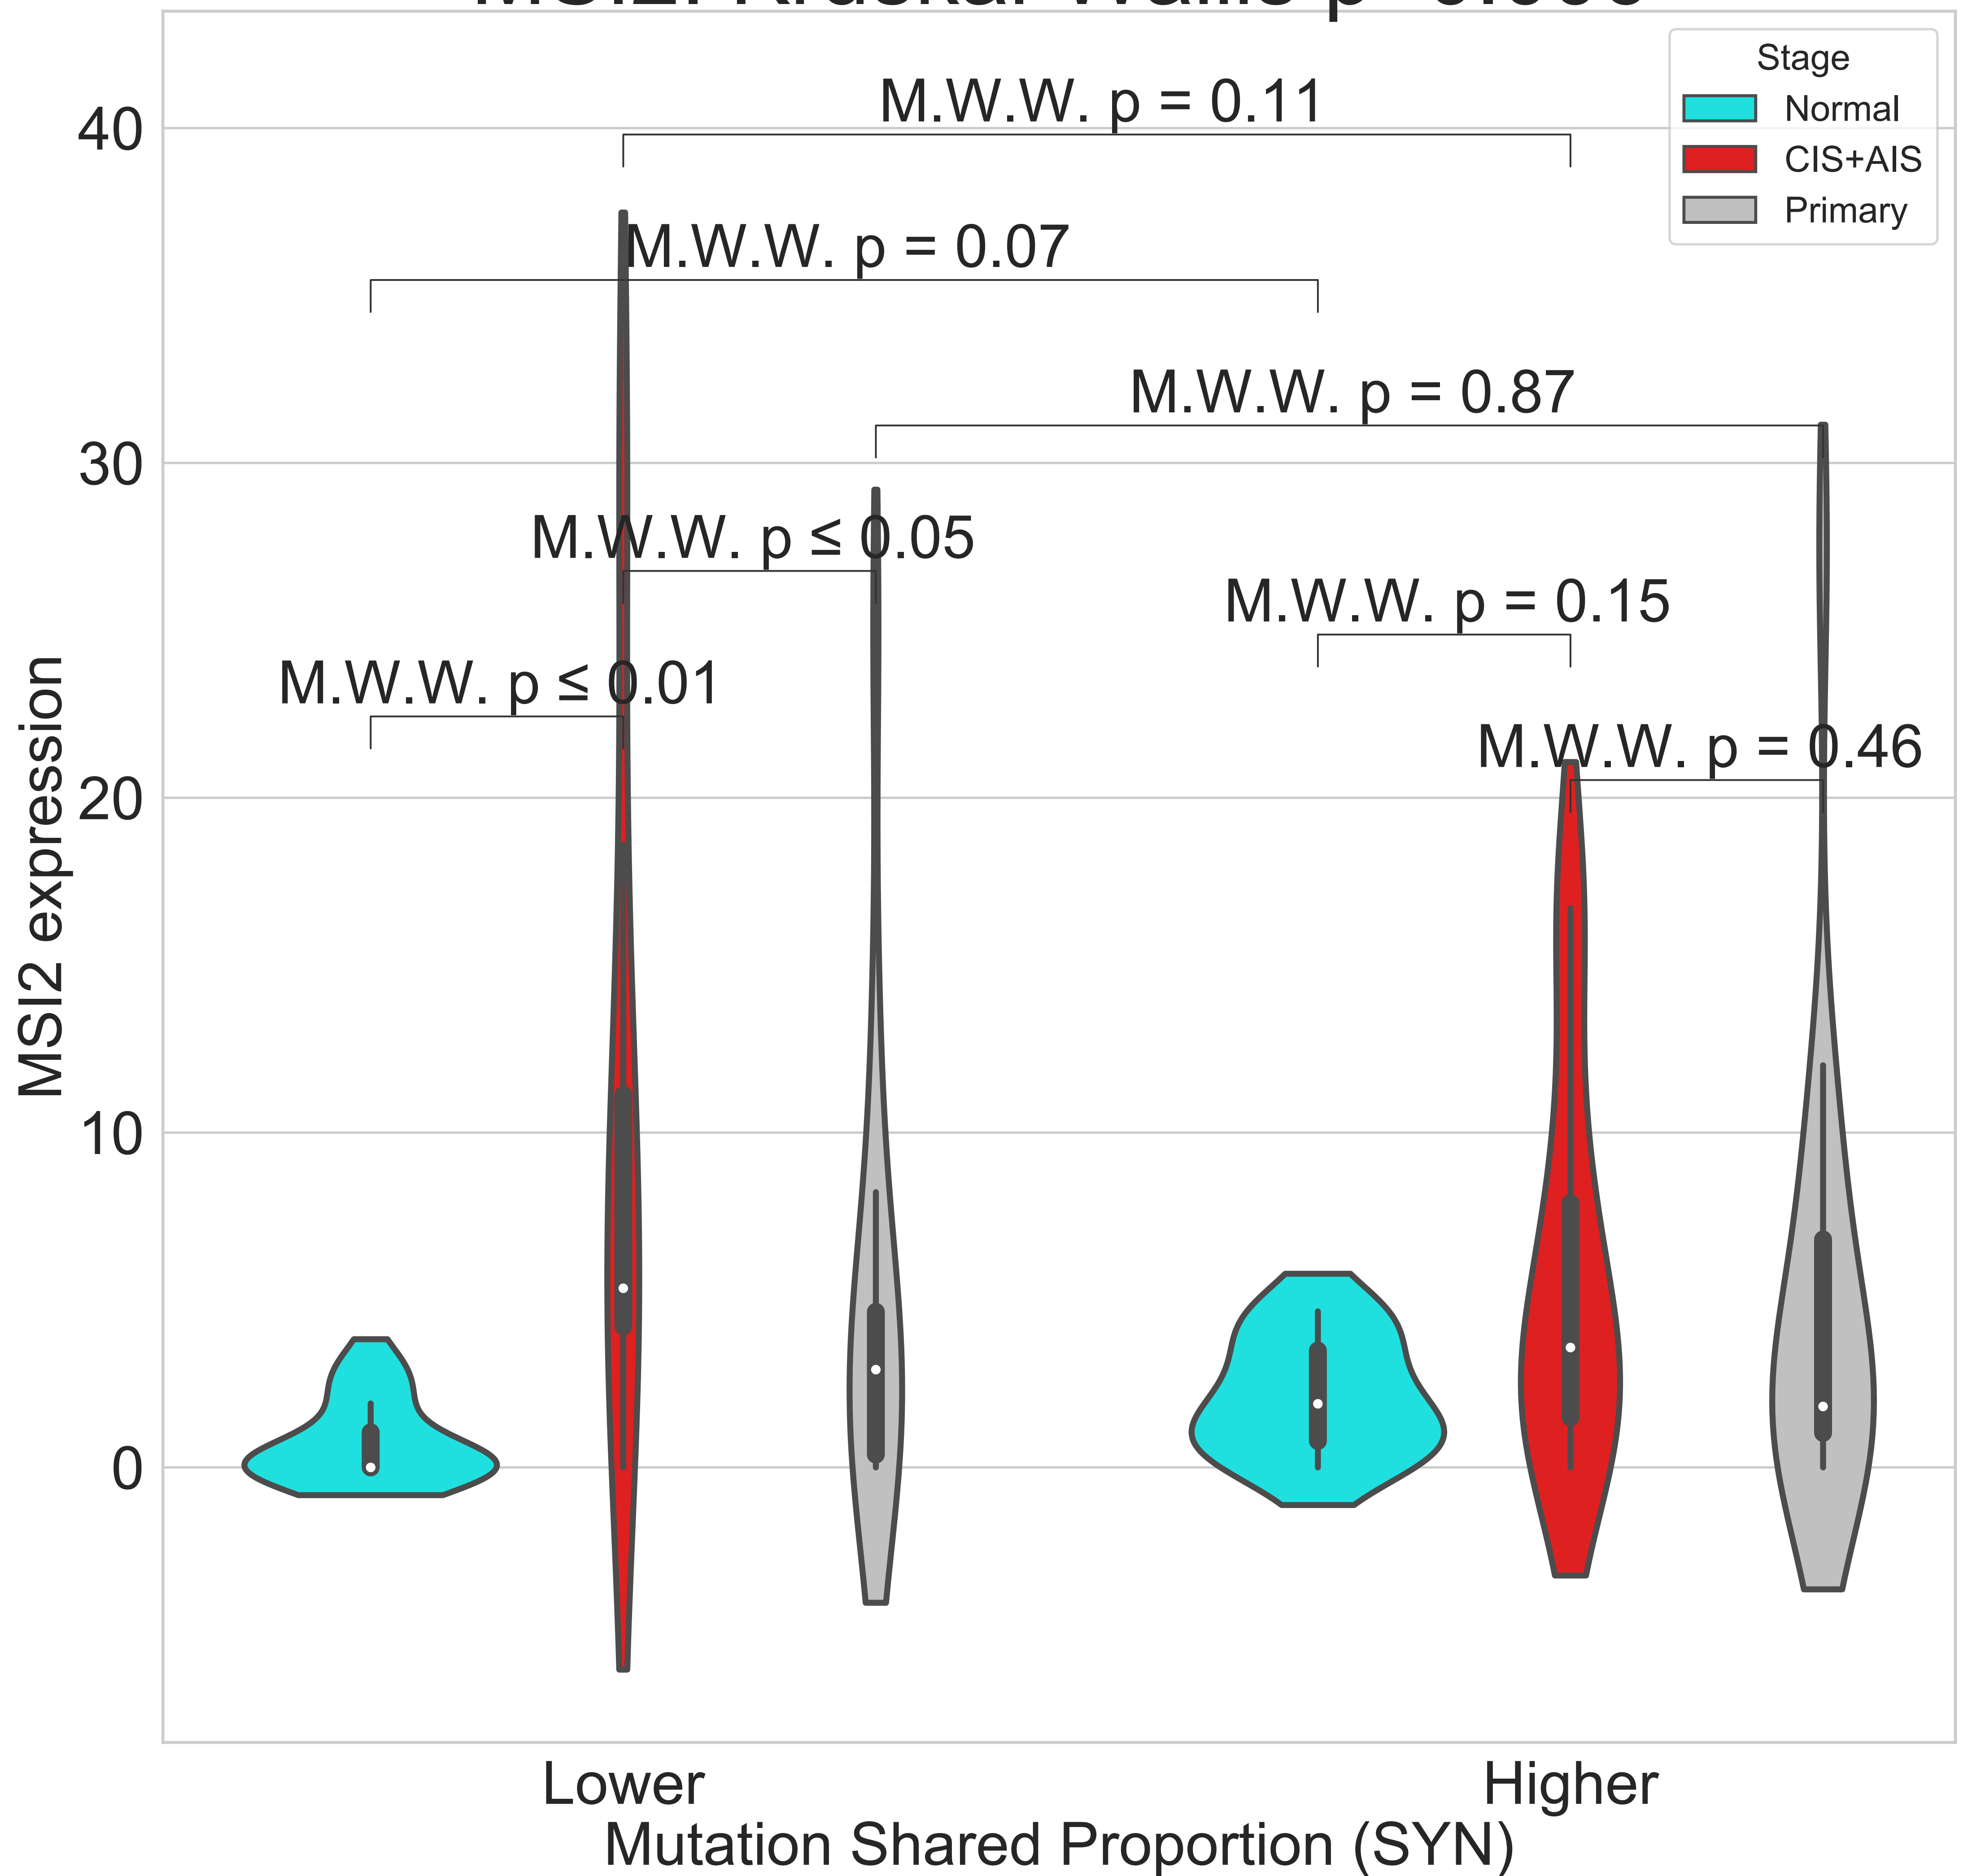 Stage
Normal
CIS+AIS
Primary
M.W.W. p = 0.11
M.W.W. p = 0.07
M.W.W. p = 0.87
M.W.W. p ≤ 0.05
M.W.W. p = 0.15
M.W.W. p ≤ 0.01
M.W.W. p = 0.46
40
30
20
10
0
MSI2 expression
Lower
Higher
Mutation Shared Proportion (SYN)